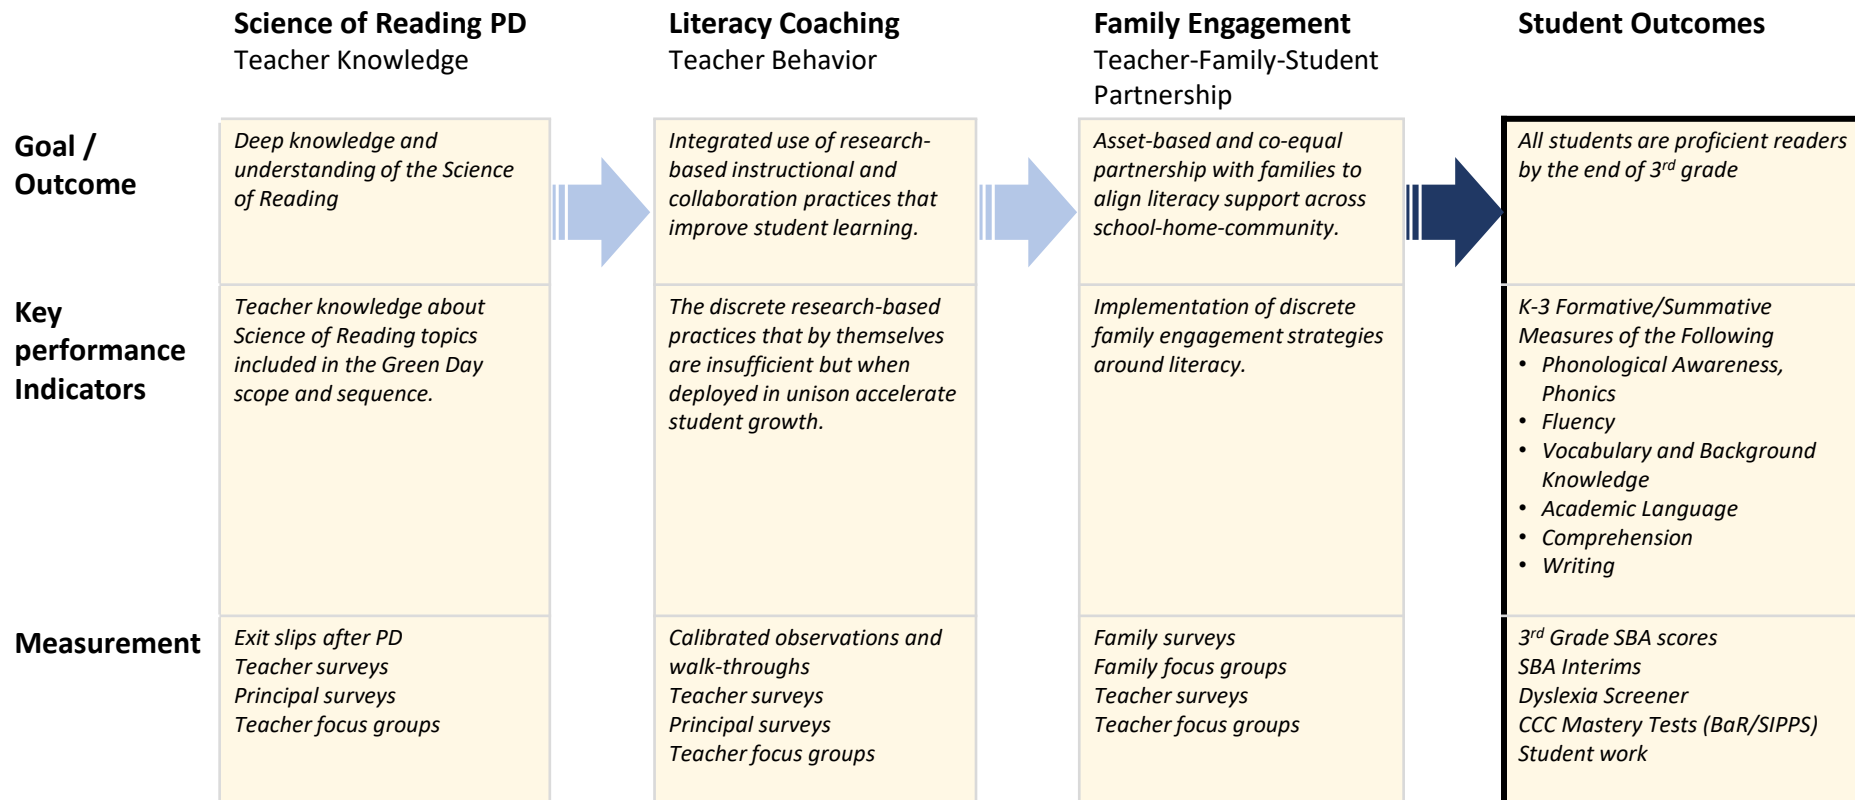 Science of Reading PD
Teacher Knowledge
Literacy Coaching
Teacher Behavior
Family Engagement
Teacher-Family-Student
Partnership
Student Outcomes
Goal /
Outcome
Deep knowledge and
understanding of the Science
of Reading
Integrated use of research-
based instructional and
collaboration practices that
improve student learning.
Asset-based and co-equal
partnership with families to
align literacy support across
school-home-community.
All students are proficient readers
by the end of 3rd grade
Key
performance
Indicators
Teacher knowledge about
Science of Reading topics
included in the Green Day
scope and sequence.
The discrete research-based
practices that by themselves
are insufficient but when
deployed in unison accelerate
student growth.
Implementation of discrete
family engagement strategies
around literacy.
K-3 Formative/Summative
Measures of the Following
• Phonological Awareness,
Phonics
• Fluency
• Vocabulary and Background
Knowledge
• Academic Language
• Comprehension
• Writing
Measurement
Exit slips after PD
Teacher surveys
Principal surveys
Teacher focus groups
Calibrated observations and
walk-throughs
Teacher surveys
Principal surveys
Teacher focus groups
Family surveys
Family focus groups
Teacher surveys
Teacher focus groups
3rd Grade SBA scores
SBA Interims
Dyslexia Screener
CCC Mastery Tests (BaR/SIPPS)
Student work